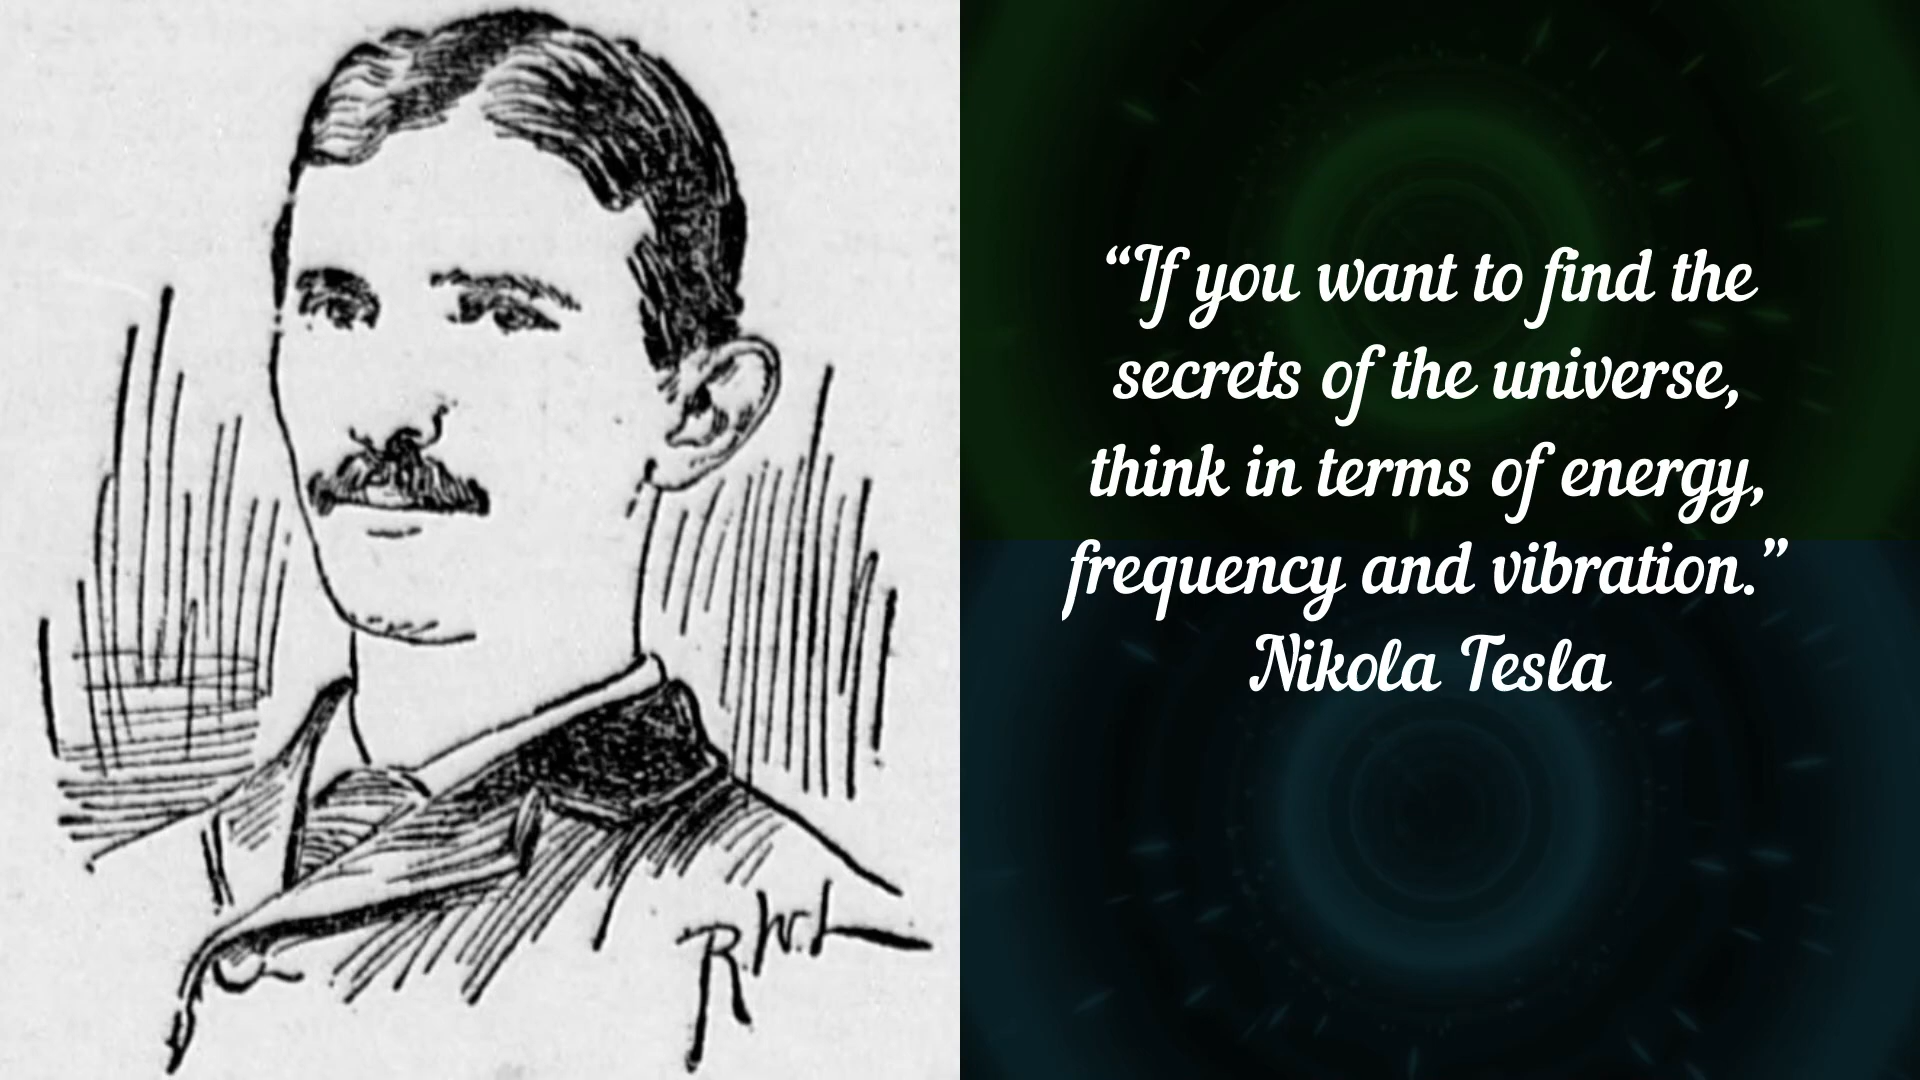 “If you want to find the
secrets of the universe,
think in terms of energy,
frequency and vibration.”
Nikola Tesla
R.W.L